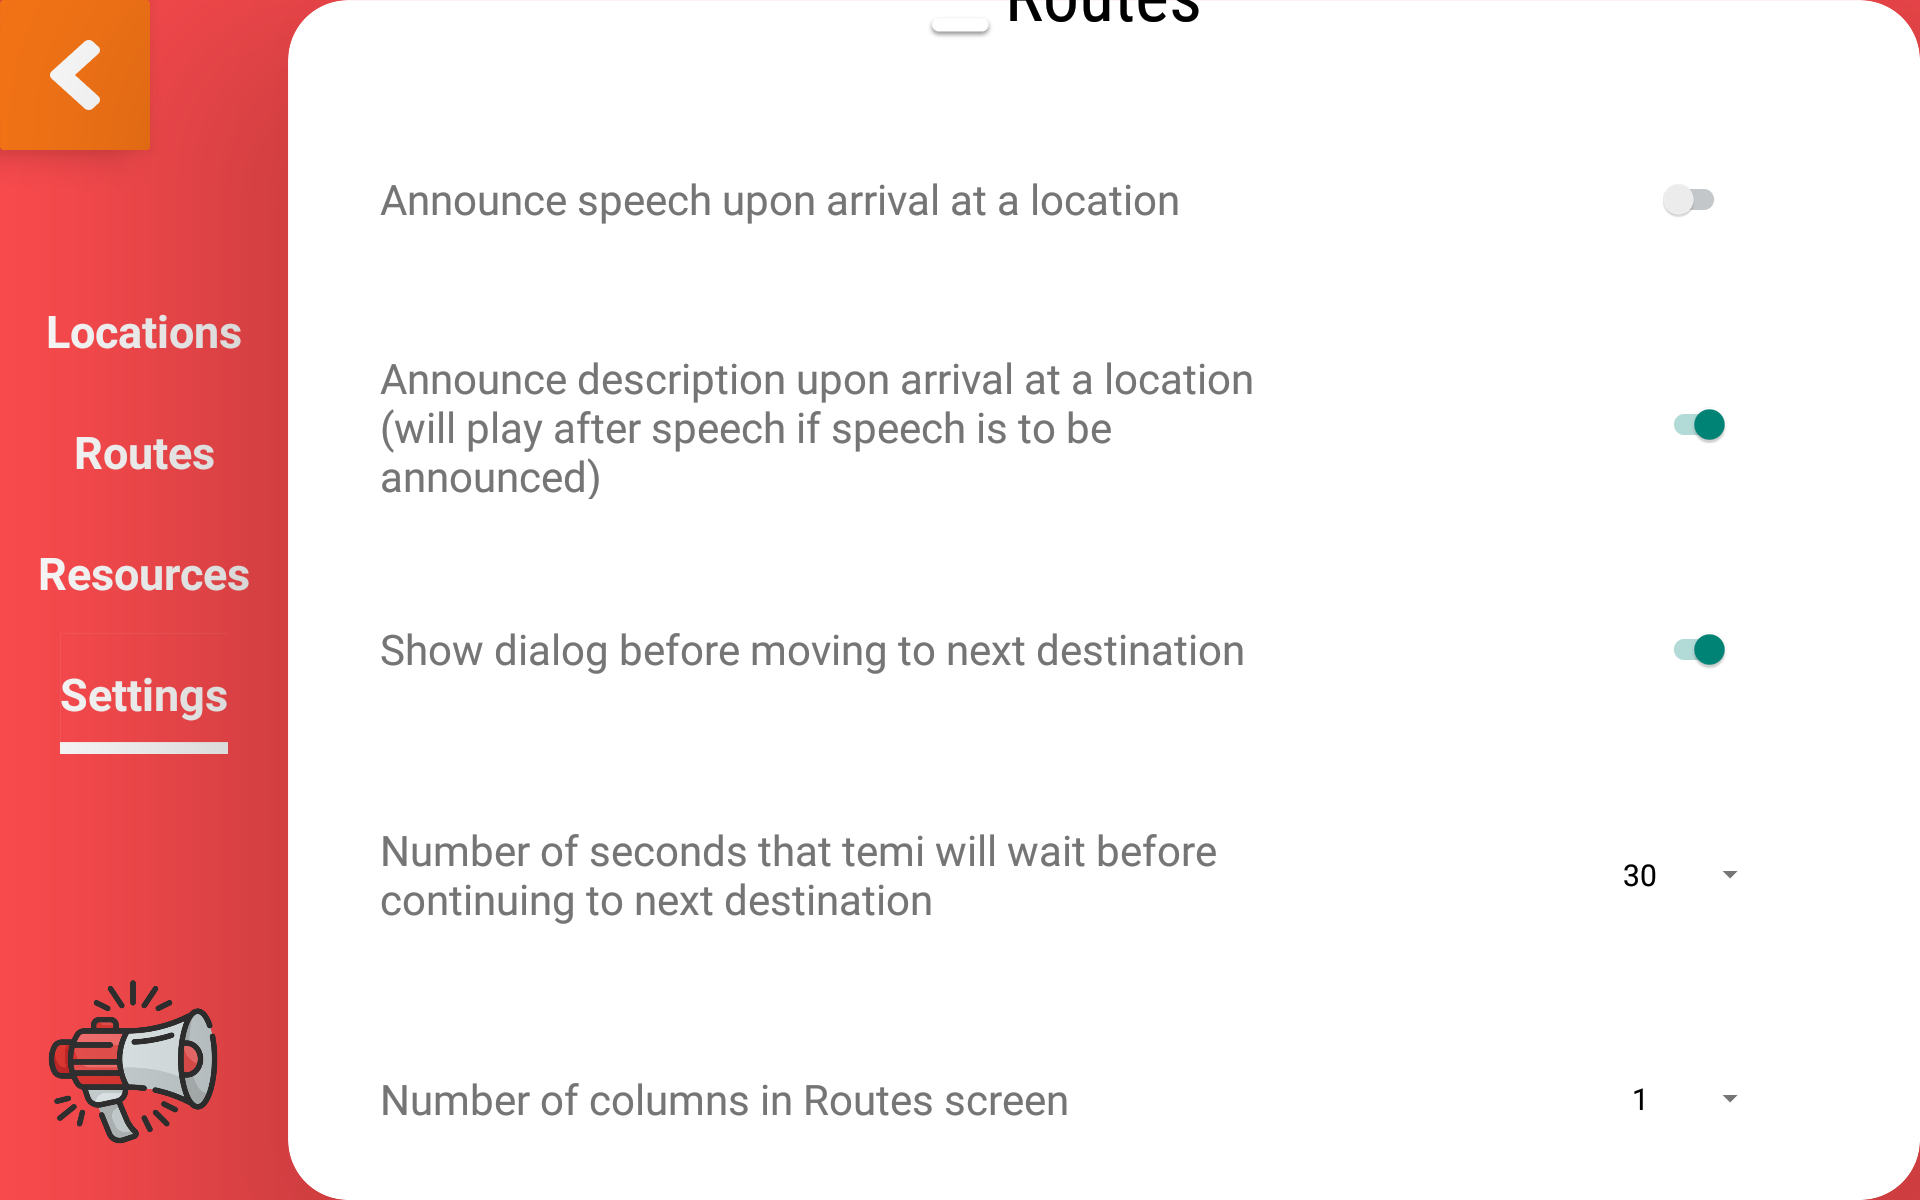 Routes
Announce speech upon arrival at a location
Announce description upon arrival at a location
(will play after speech if speech is to be
announced)
Show dialog before moving to next destination
Number of seconds that temi will wait before
continuing to next destination
30
Number of columns in Routes screen
1
Locations
Routes
Resources
Settings